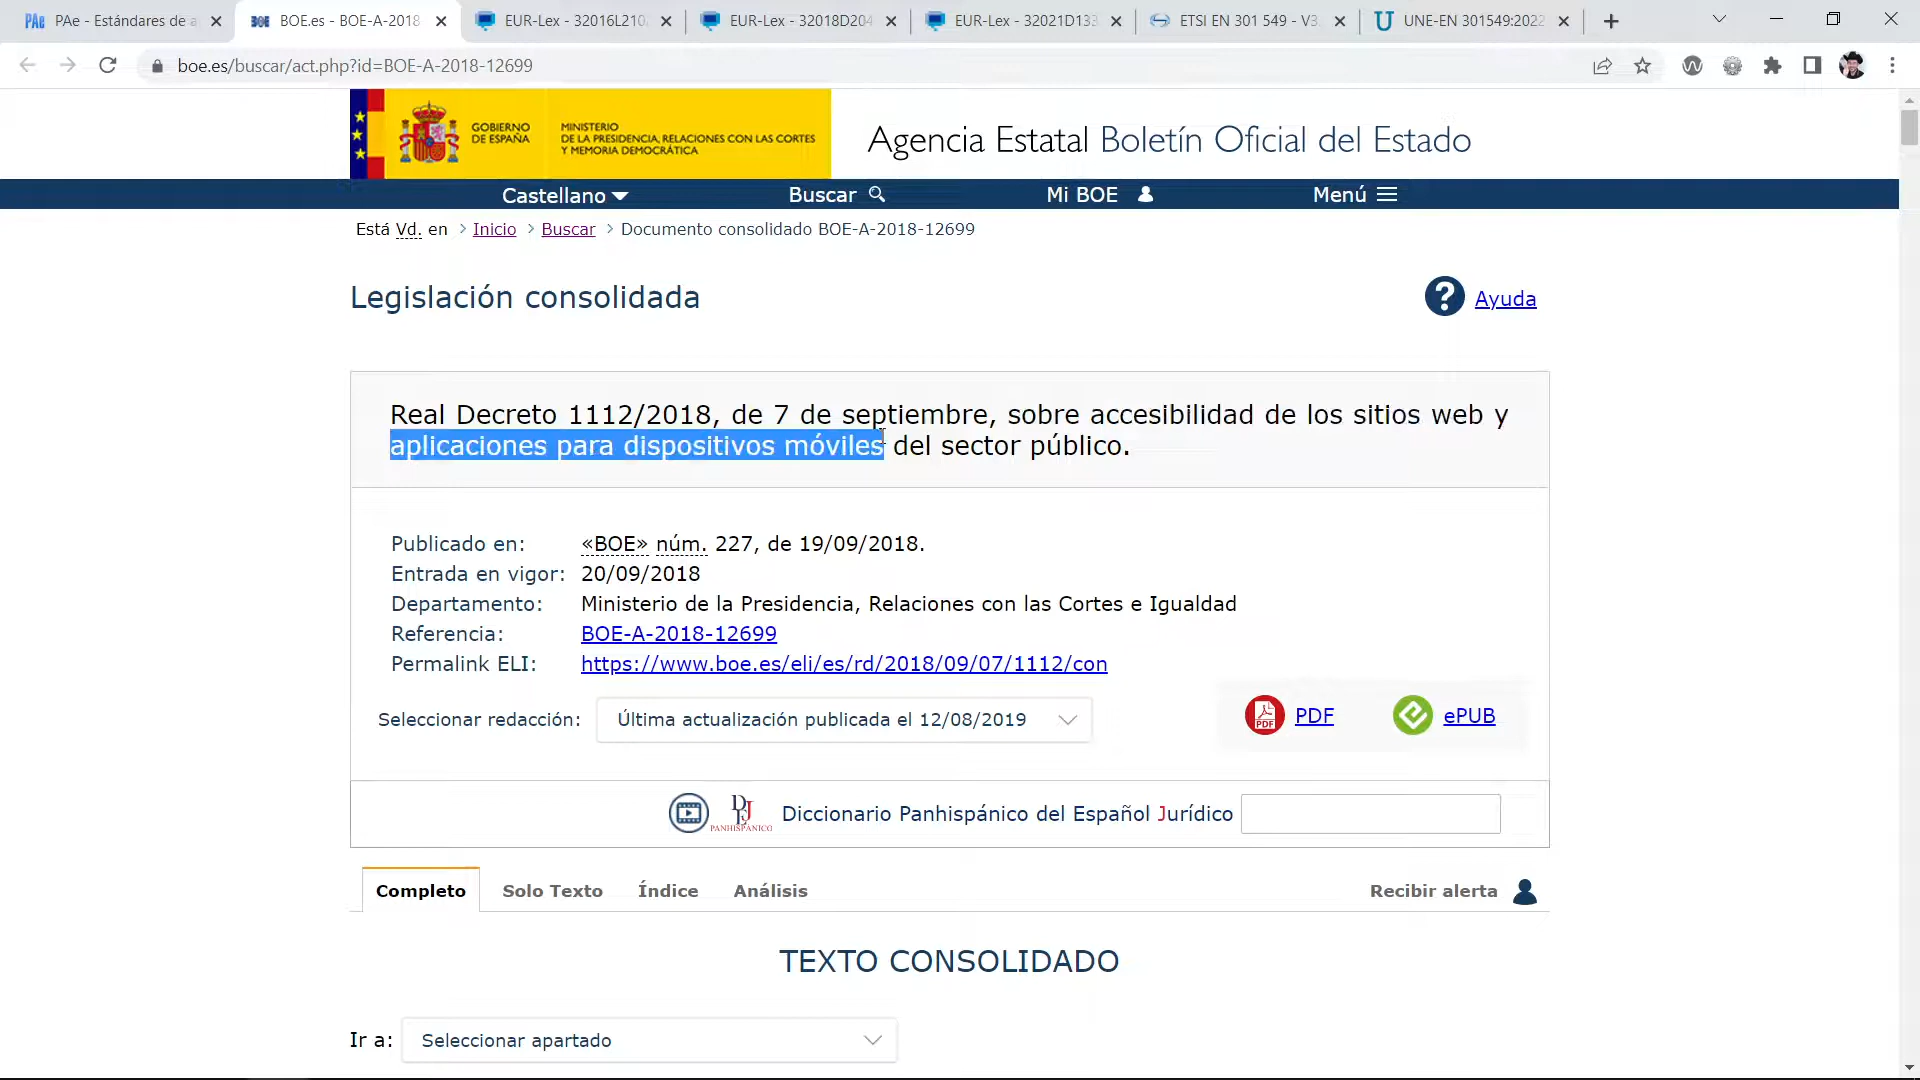 PAe - Estándares de a
BOE.es - BOE-A-2018
EUR-Lex - 32016L210
EUR-Lex - 32018D204
EUR-Lex - 32021D133
ETSI EN 301 549 - V3.
UNE-EN 301549:2022
boe.es/buscar/act.php?id=BOE-A-2018-12699
GOBIERNO
DE ESPAÑA
MINISTERIO
DE LA PRESIDENCIA, RELACIONES CON LAS CORTES
Y MEMORIA DEMOCRÁTICA
Agencia Estatal Boletín Oficial del Estado
Castellano
Buscar
Mi BOE
Menú
Está Vd. en > Inicio > Buscar > Documento consolidado BOE-A-2018-12699
Legislación consolidada
? Ayuda
Real Decreto 1112/2018, de 7 de septiembre, sobre accesibilidad de los sitios web y
aplicaciones para dispositivos móviles del sector público.
Publicado en: «BOE» núm. 227, de 19/09/2018.
Entrada en vigor: 20/09/2018
Departamento: Ministerio de la Presidencia, Relaciones con las Cortes e Igualdad
Referencia: BOE-A-2018-12699
Permalink ELI: https://www.boe.es/eli/es/rd/2018/09/07/1112/con
Seleccionar redacción: Última actualización publicada el 12/08/2019
PDF PDF
ePUB
DEJ
PANHISPÁNICO
Diccionario Panhispánico del Español Jurídico
Completo
Solo Texto
Índice
Análisis
Recibir alerta
TEXTO CONSOLIDADO
Ir a: Seleccionar apartado